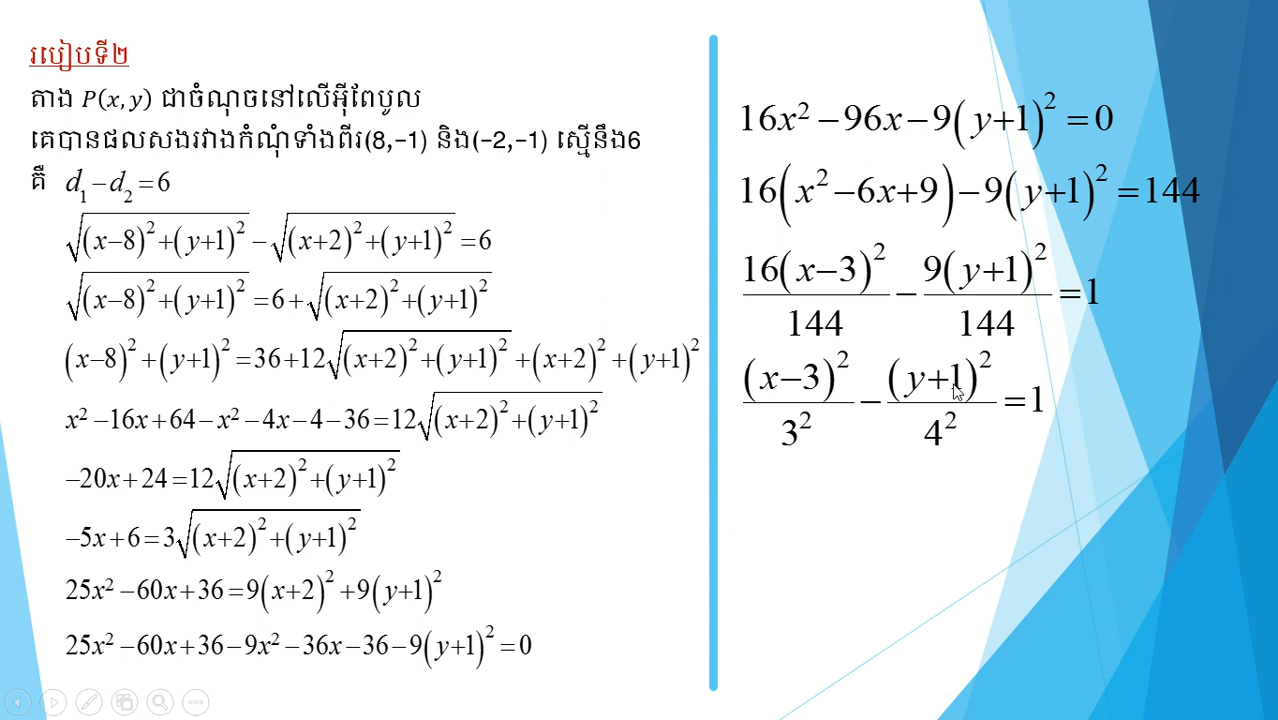 របៀបទី២
តាង P(x,y) ជាចំណុចនៅលើអ៊ីពែបូល
គេបានផលសងរវាងកំណុំទាំងពីរ(8,−1) និង(−2,−1) ស្មើនឹង6
គឺ d₁−d₂=6
√((x−8)²+(y+1)²) − √((x+2)²+(y+1)²) =6
√((x−8)²+(y+1)²) =6+√((x+2)²+(y+1)²)
(x−8)²+(y+1)²=36+12√((x+2)²+(y+1)²) +(x+2)²+(y+1)²
x²−16x+64−x²−4x−4−36=12√((x+2)²+(y+1)²)
−20x+24=12√((x+2)²+(y+1)²)
−5x+6=3√((x+2)²+(y+1)²)
25x²−60x+36=9(x+2)²+9(y+1)²
25x²−60x+36−9x²−36x−36−9(y+1)²=0
16x²−96x−9(y+1)²=0
16(x²−6x+9)−9(y+1)²=144
16(x−3)²/144 − 9(y+1)²/144 =1
(x−3)²/3² − (y+1)²/4² =1